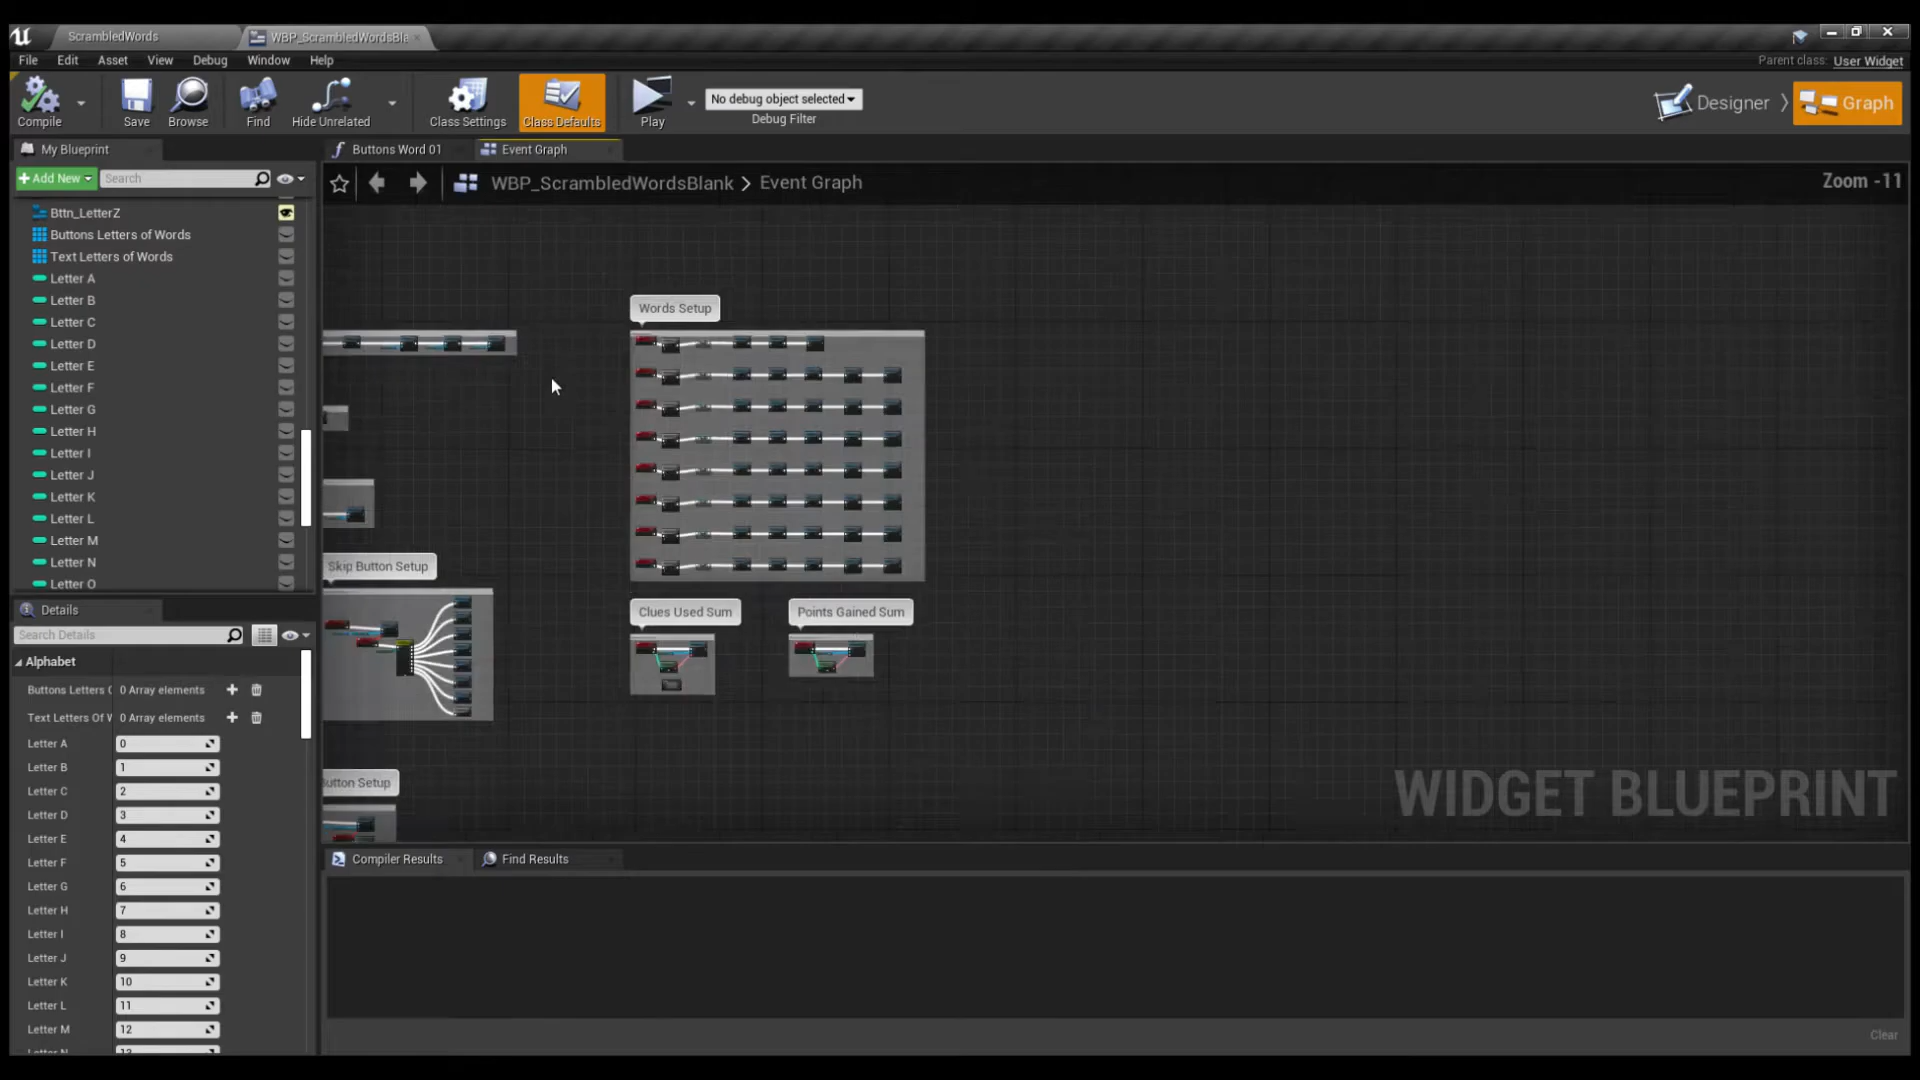 ScrambledWords
WBP_ScrambledWordsBla
File Edit Asset View Debug Window Help
Parent class: User Widget
Compile
Save
Browse
Find
Hide Unrelated
Class Settings
Class Defaults
Play
No debug object selected
Debug Filter
Designer
Graph
My Blueprint
Buttons Word 01
Event Graph
Add New
Search
WBP_ScrambledWordsBlank > Event Graph
Zoom -11
Bttn_LetterZ
Buttons Letters of Words
Text Letters of Words
Letter A
Letter B
Letter C
Letter D
Letter E
Letter F
Letter G
Letter H
Letter I
Letter J
Letter K
Letter L
Letter M
Letter N
Letter O
Words Setup
Skip Button Setup
Clues Used Sum
Points Gained Sum
Button Setup
WIDGET BLUEPRINT
Details
Search Details
Alphabet
Buttons Letters O 0 Array elements
Text Letters Of W 0 Array elements
Letter A 0
Letter B 1
Letter C 2
Letter D 3
Letter E 4
Letter F 5
Letter G 6
Letter H 7
Letter I 8
Letter J 9
Letter K 10
Letter L 11
Letter M 12
Letter N 13
Compiler Results
Find Results
Clear